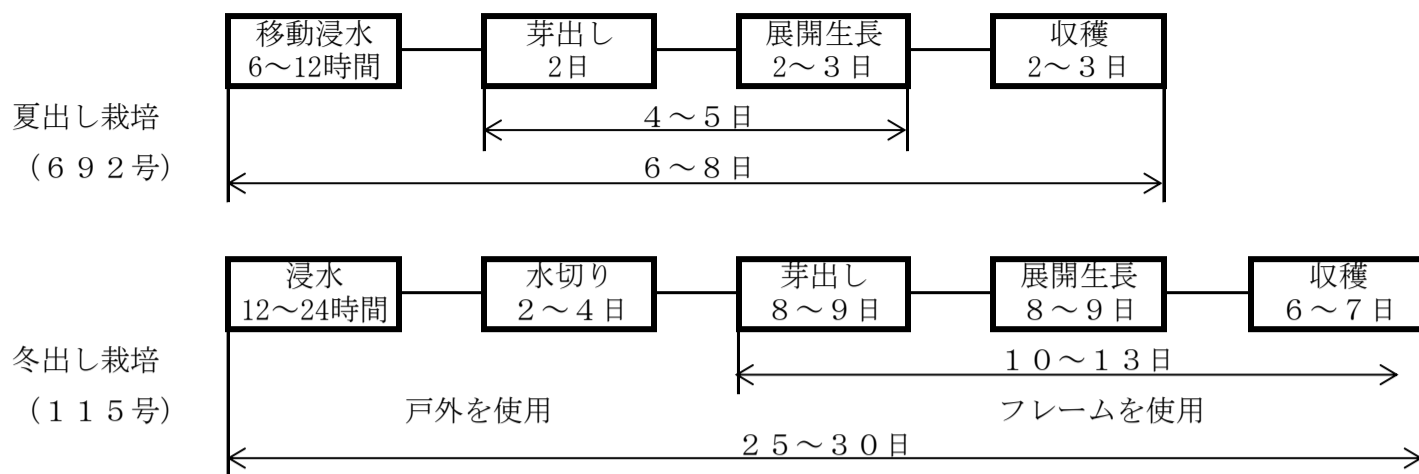 移動浸水
6～12時間
芽出し
2日
展開生長
2～３日
収穫
2～３日
夏出し栽培
（６９２号）
４～５日
６～８日
浸水
12～24時間
水切り
２～４日
芽出し
８～９日
展開生長
８～９日
収穫
６～７日
冬出し栽培
（１１５号）
１０～１３日
戸外を使用
フレームを使用
２５～３０日